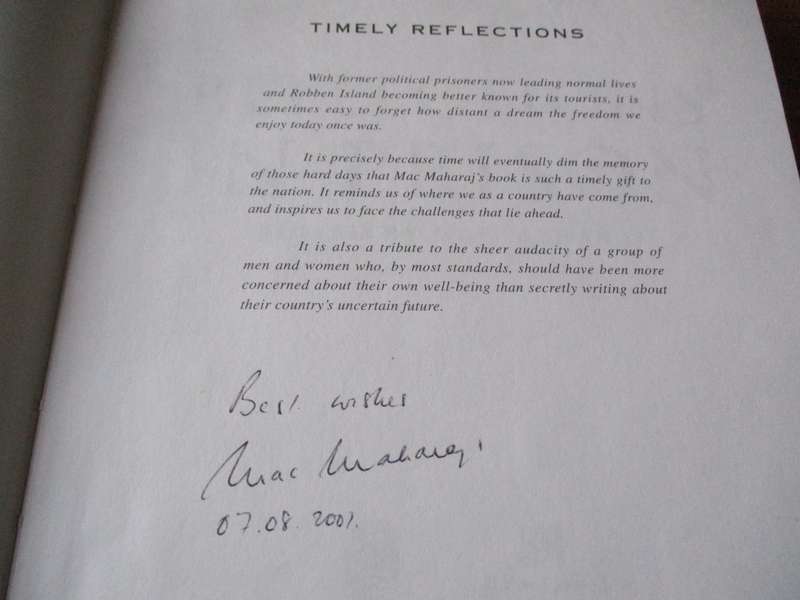 TIMELY REFLECTIONS
With former political prisoners now leading normal lives
and Robben Island becoming better known for its tourists, it is
sometimes easy to forget how distant a dream the freedom we
enjoy today once was.
It is precisely because time will eventually dim the memory
of those hard days that Mac Maharaj's book is such a timely gift to
the nation. It reminds us of where we as a country have come from,
and inspires us to face the challenges that lie ahead.
It is also a tribute to the sheer audacity of a group of
men and women who, by most standards, should have been more
concerned about their own well-being than secretly writing about
their country's uncertain future.
Best wishes
Mac Maharaj
07.08.